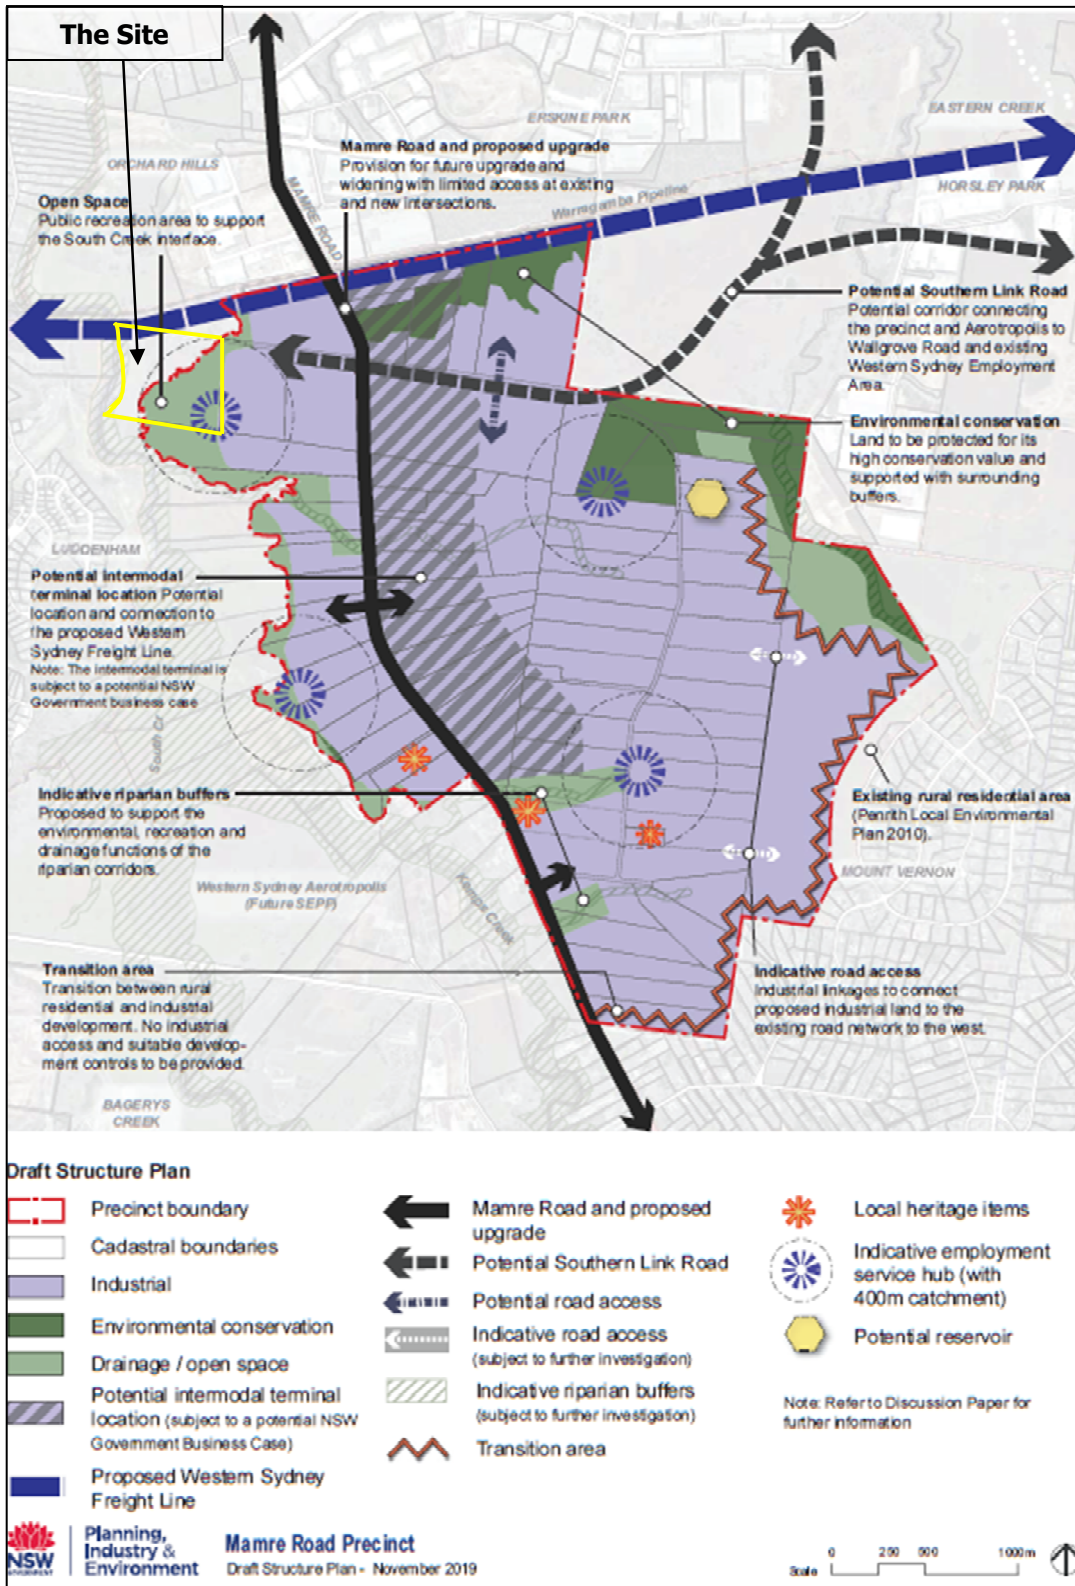 The Site
ERSKINE PARK
EASTERN CREEK
ORCHARD HILLS
Mamre Road and proposed upgrade
Provision for future upgrade and
widening with limited access at existing
and new intersections.
MAMRE ROAD
Warragamba Pipeline
HORSLEY PARK
Open Space
Public recreation area to support
the South Creek interface.
Potential Southern Link Road
Potential corridor connecting
the precinct and Aerotropolis to
Wallgrove Road and existing
Western Sydney Employment
Area.
Environmental conservation
Land to be protected for its
high conservation value and
supported with surrounding
buffers.
LUDDENHAM
Potential intermodal
terminal location Potential
location and connection to
the proposed Western
Sydney Freight Line.
Note: The intermodal terminal is
subject to a potential NSW
Government business case
South Cr
Indicative riparian buffers
Proposed to support the
environmental, recreation and
drainage functions of the
riparian corridors.
Existing rural residential area
(Penrith Local Environmental
Plan 2010).
MOUNT VERNON
Western Sydney Aerotropolis
(Future SEPP)
Kemps Creek
Transition area
Transition between rural
residential and industrial
development. No industrial
access and suitable develop-
ment controls to be provided.
Indicative road access
Industrial linkages to connect
proposed industrial land to the
existing road network to the west.
BAGERYS
CREEK
Draft Structure Plan
Precinct boundary
Cadastral boundaries
Industrial
Environmental conservation
Drainage / open space
Potential intermodal terminal
location (subject to a potential NSW
Government Business Case)
Proposed Western Sydney
Freight Line
Mamre Road and proposed
upgrade
Potential Southern Link Road
Potential road access
Indicative road access
(subject to further investigation)
Indicative riparian buffers
(subject to further investigation)
Transition area
Local heritage items
Indicative employment
service hub (with
400m catchment)
Potential reservoir
Note: Refer to Discussion Paper for
further information
NSW
GOVERNMENT
Planning,
Industry &
Environment
Mamre Road Precinct
Draft Structure Plan - November 2019
Scale 0 250 500 1000m